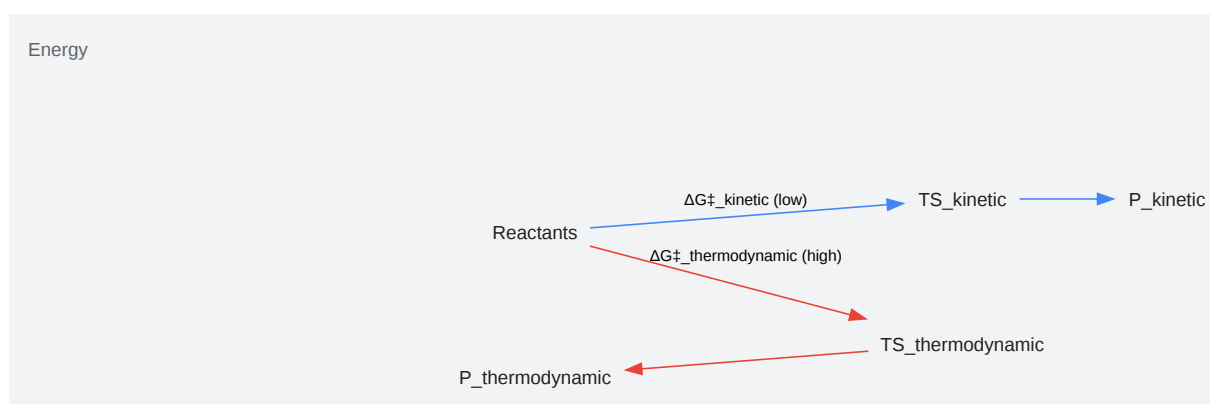 Energy
ΔG‡_kinetic (low)
TS_kinetic
P_kinetic
Reactants
ΔG‡_thermodynamic (high)
TS_thermodynamic
P_thermodynamic